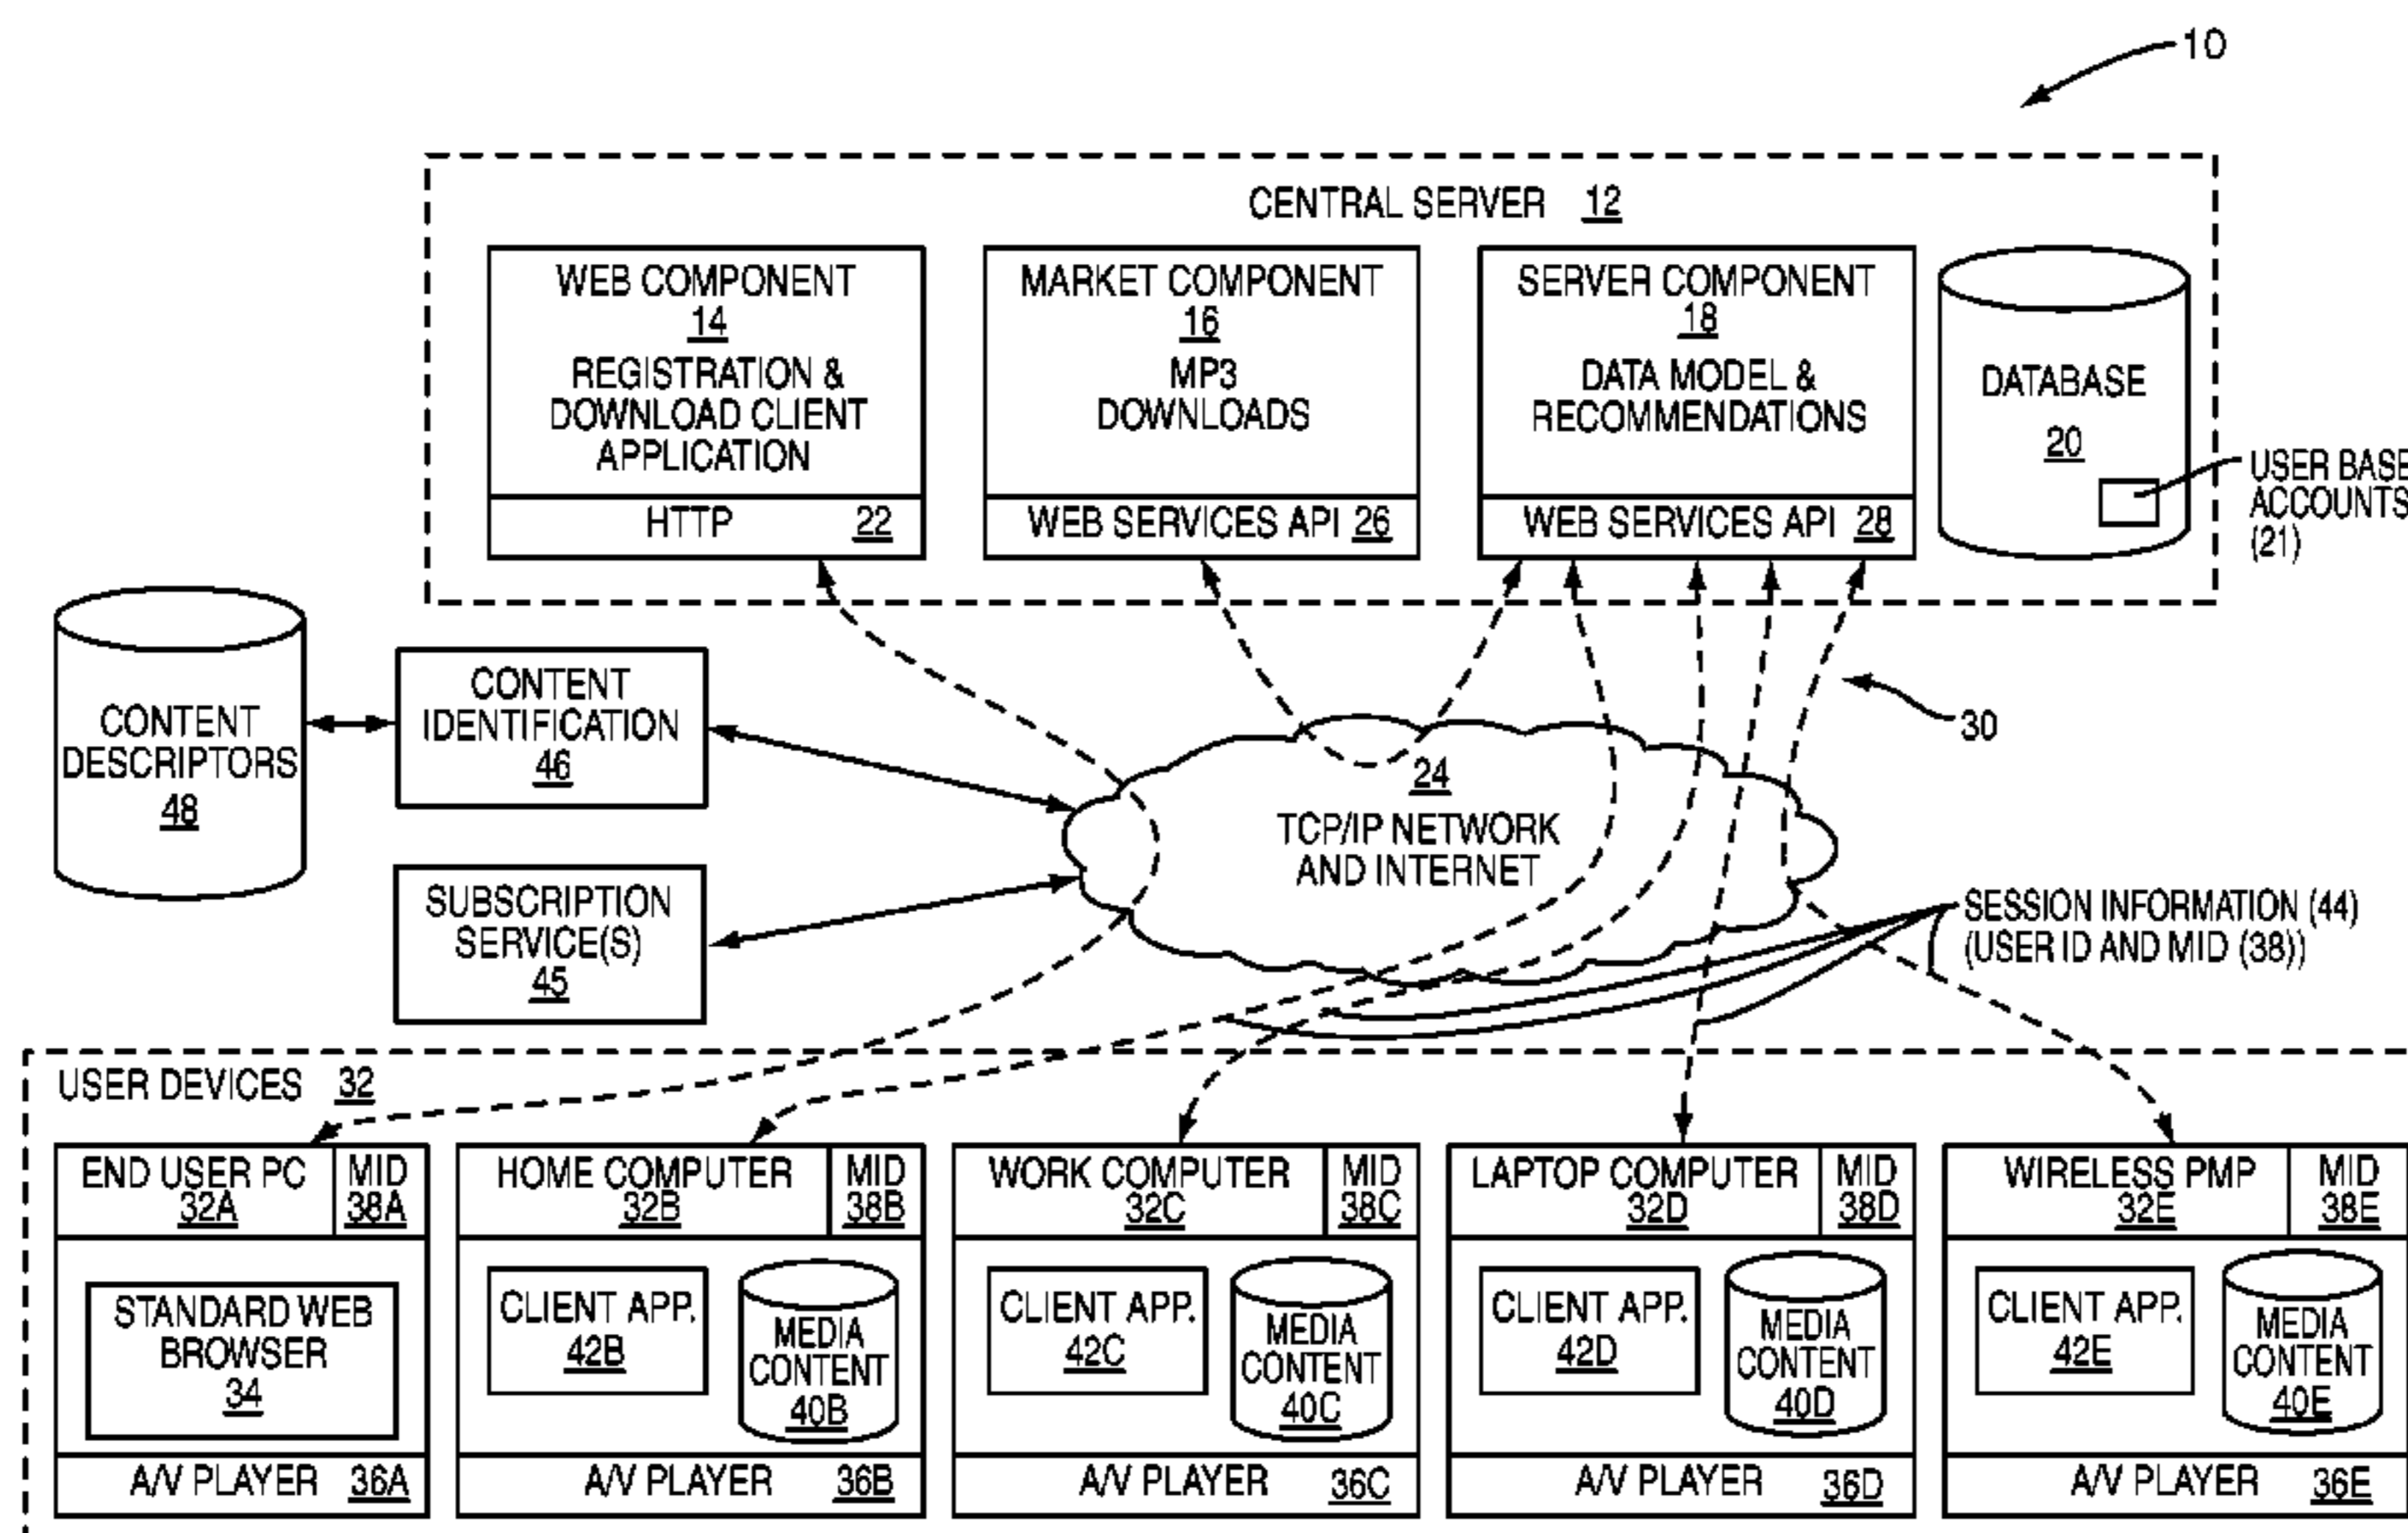 10
CENTRAL SERVER 12
WEB COMPONENT
14
REGISTRATION &
DOWNLOAD CLIENT
APPLICATION
HTTP 22
MARKET COMPONENT
16
MP3
DOWNLOADS
WEB SERVICES API 26
SERVER COMPONENT
18
DATA MODEL &
RECOMMENDATIONS
WEB SERVICES API 28
DATABASE
20
USER BASE
ACCOUNTS
(21)
CONTENT
DESCRIPTORS
48
CONTENT
IDENTIFICATION
46
SUBSCRIPTION
SERVICE(S)
45
24
TCP/IP NETWORK
AND INTERNET
30
SESSION INFORMATION (44)
(USER ID AND MID (38))
USER DEVICES 32
END USER PC
32A
MID
38A
STANDARD WEB
BROWSER
34
A/V PLAYER 36A
HOME COMPUTER
32B
MID
38B
CLIENT APP.
42B
MEDIA
CONTENT
40B
A/V PLAYER 36B
WORK COMPUTER
32C
MID
38C
CLIENT APP.
42C
MEDIA
CONTENT
40C
A/V PLAYER 36C
LAPTOP COMPUTER
32D
MID
38D
CLIENT APP.
42D
MEDIA
CONTENT
40D
A/V PLAYER 36D
WIRELESS PMP
32E
MID
38E
CLIENT APP.
42E
MEDIA
CONTENT
40E
A/V PLAYER 36E